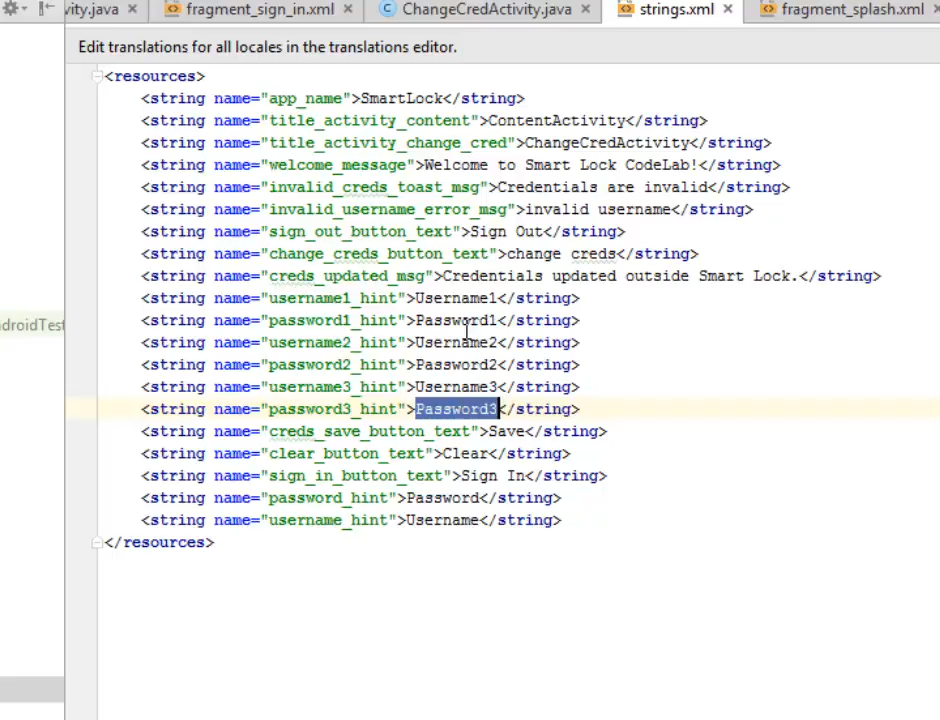 vity.java fragment_sign_in.xml ChangeCredActivity.java strings.xml fragment_splash.xml
Edit translations for all locales in the translations editor.
<resources>
<string name="app_name">SmartLock</string>
<string name="title_activity_content">ContentActivity</string>
<string name="title_activity_change_cred">ChangeCredActivity</string>
<string name="welcome_message">Welcome to Smart Lock CodeLab!</string>
<string name="invalid_creds_toast_msg">Credentials are invalid</string>
<string name="invalid_username_error_msg">invalid username</string>
<string name="sign_out_button_text">Sign Out</string>
<string name="change_creds_button_text">change creds</string>
<string name="creds_updated_msg">Credentials updated outside Smart Lock.</string>
<string name="username1_hint">Username1</string>
<string name="password1_hint">Password1</string>
<string name="username2_hint">Username2</string>
<string name="password2_hint">Password2</string>
<string name="username3_hint">Username3</string>
<string name="password3_hint">Password3</string>
<string name="creds_save_button_text">Save</string>
<string name="clear_button_text">Clear</string>
<string name="sign_in_button_text">Sign In</string>
<string name="password_hint">Password</string>
<string name="username_hint">Username</string>
</resources>
droidTest